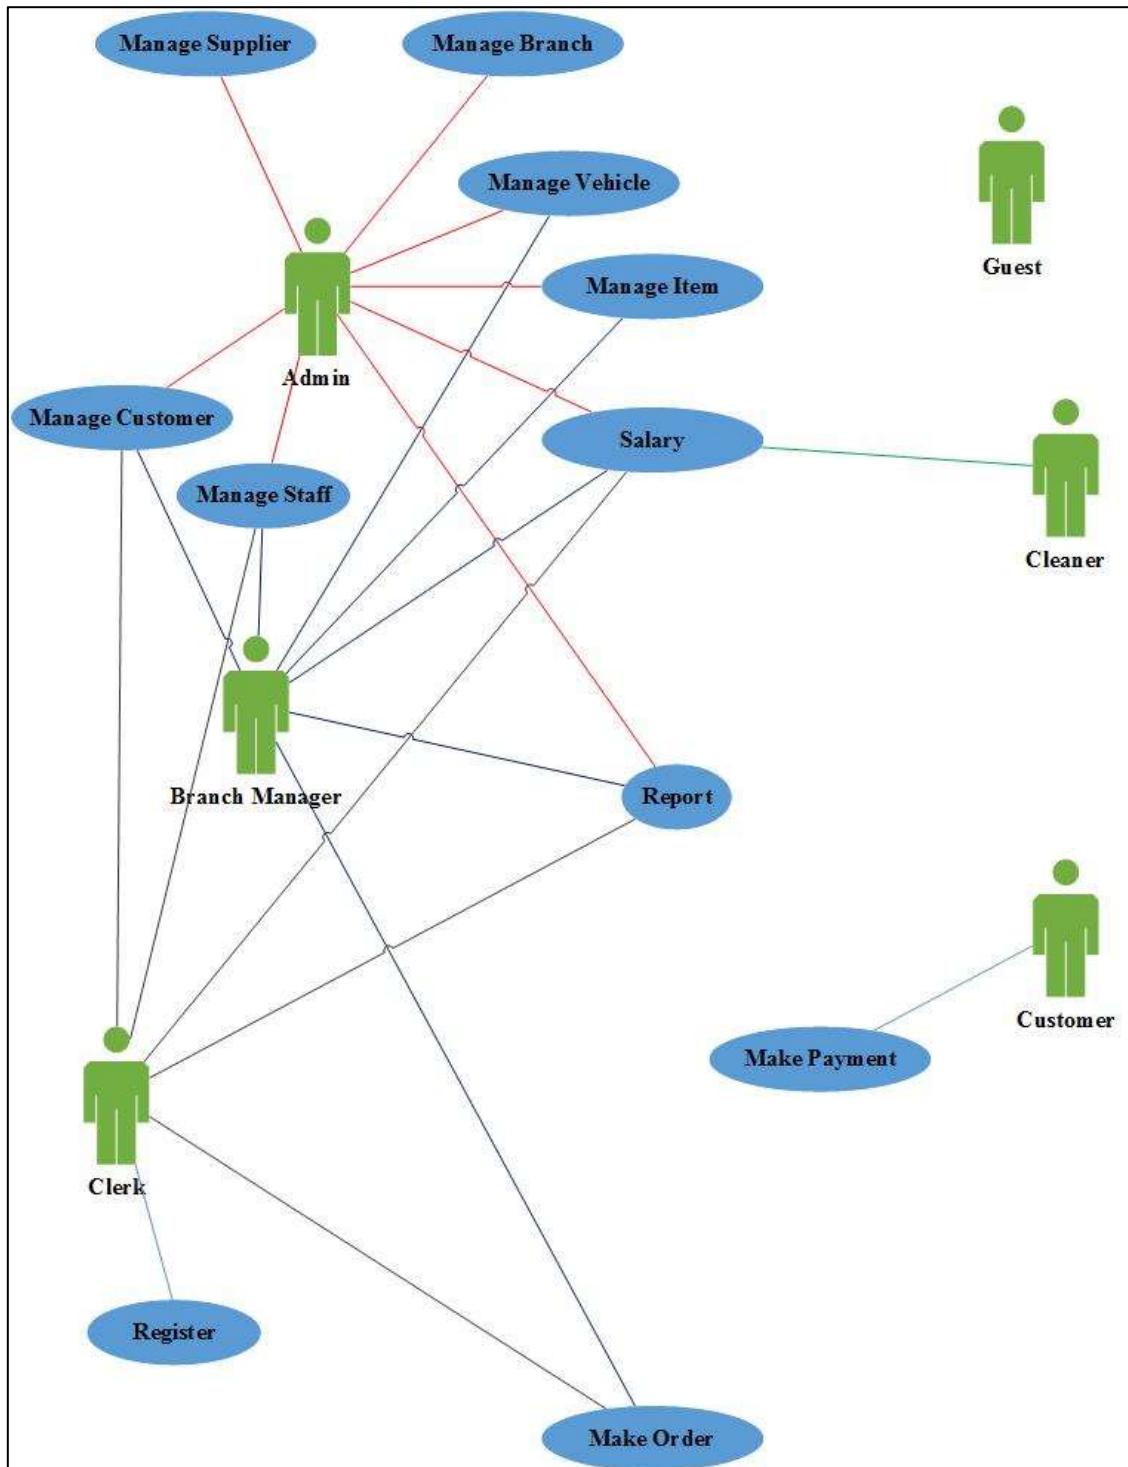 Manage Supplier
Manage Branch
Manage Vehicle
Guest
Manage Item
Admin
Manage Customer
Salary
Manage Staff
Cleaner
Branch Manager
Report
Customer
Make Payment
Clerk
Register
Make Order